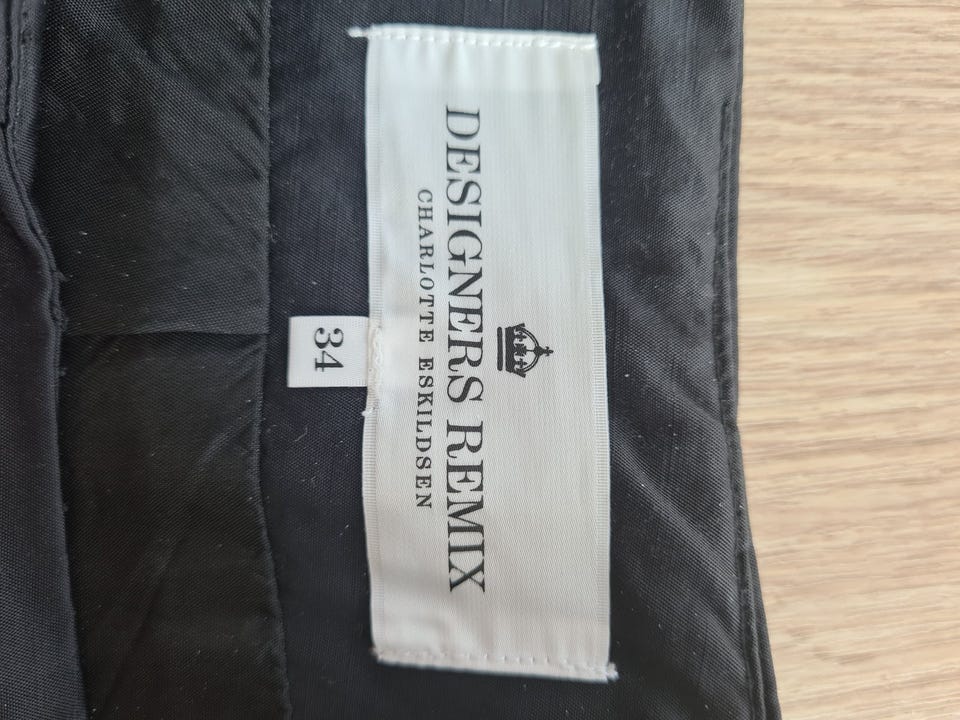 DESIGNERS REMIX
CHARLOTTE ESKILDSEN
34